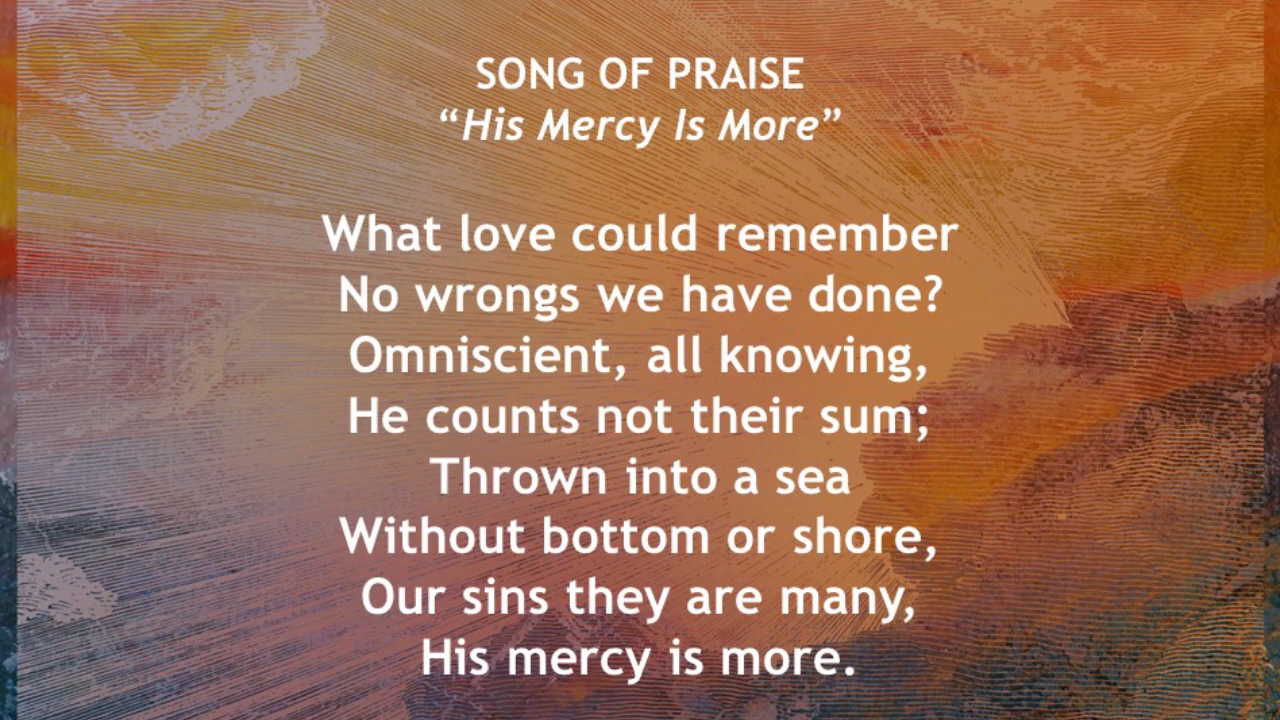 SONG OF PRAISE
“His Mercy Is More”
What love could remember
No wrongs we have done?
Omniscient, all knowing,
He counts not their sum;
Thrown into a sea
Without bottom or shore,
Our sins they are many,
His mercy is more.